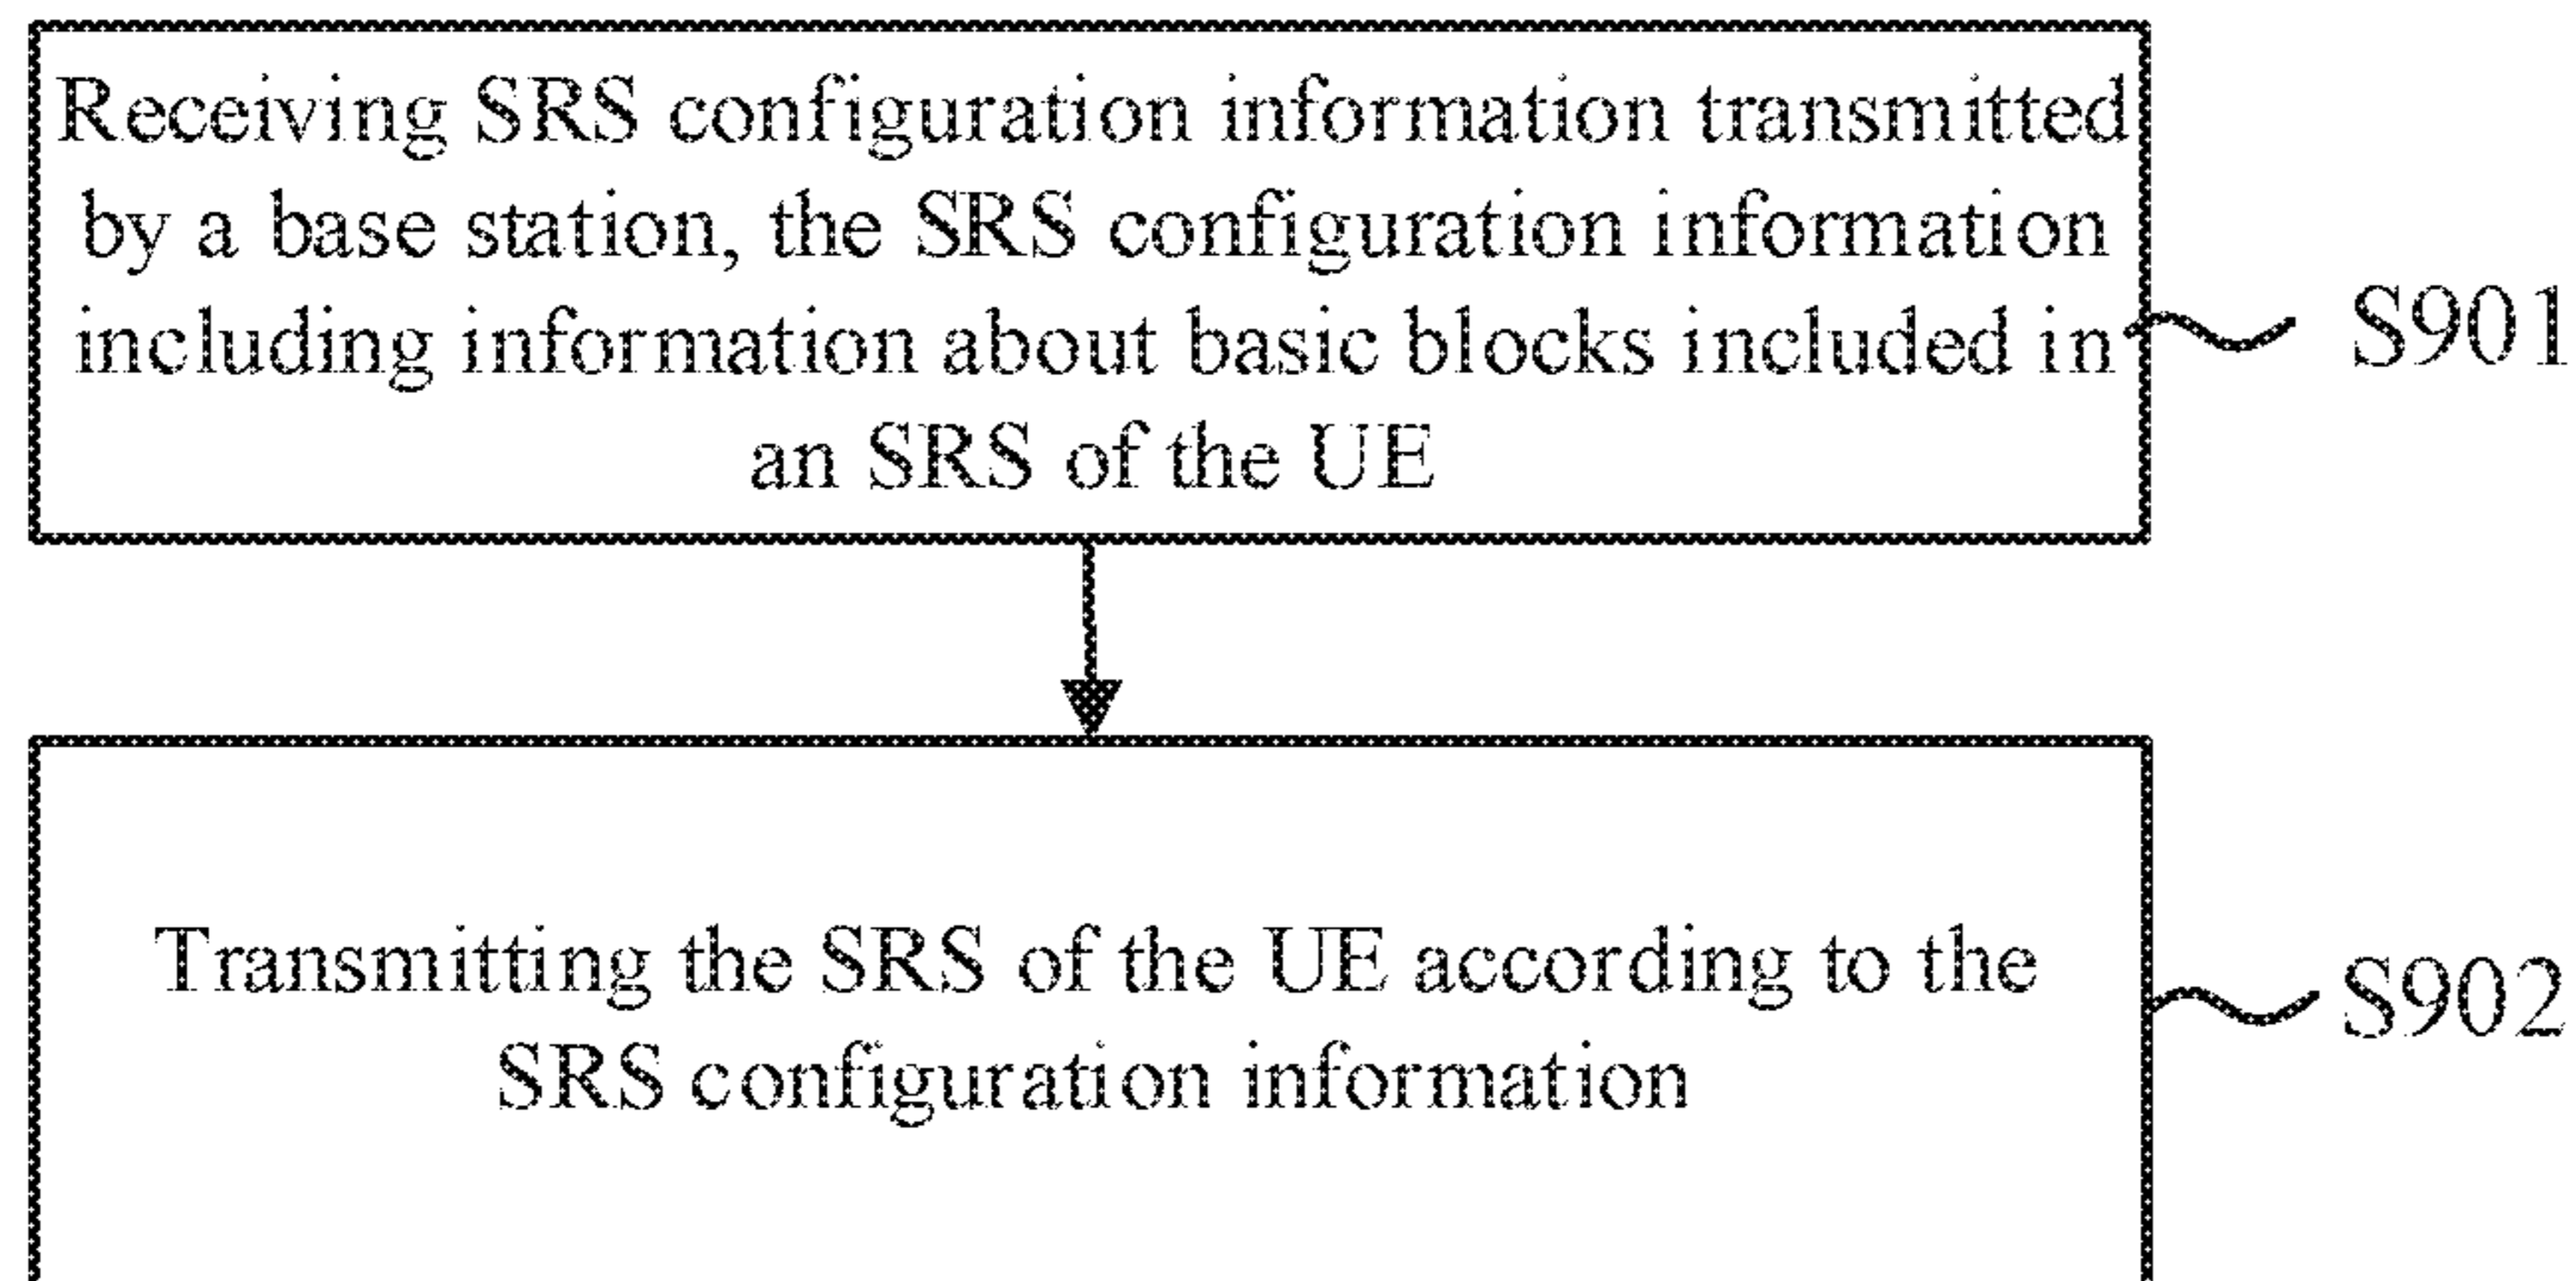 Receiving SRS configuration information transmitted
by a base station, the SRS configuration information
including information about basic blocks included in
an SRS of the UE
S901
Transmitting the SRS of the UE according to the
SRS configuration information
S902